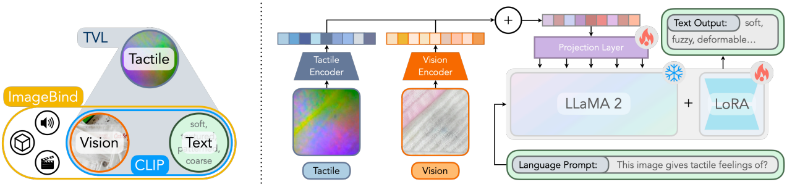 TVL
Tactile
ImageBind
Vision
soft,
Text
coarse
CLIP
Tactile
Encoder
Tactile
Vision
Encoder
Vision
+
Projection Layer
LLaMA 2
+
LoRA
Text Output: soft,
fuzzy, deformable...
Language Prompt: This image gives tactile feelings of?